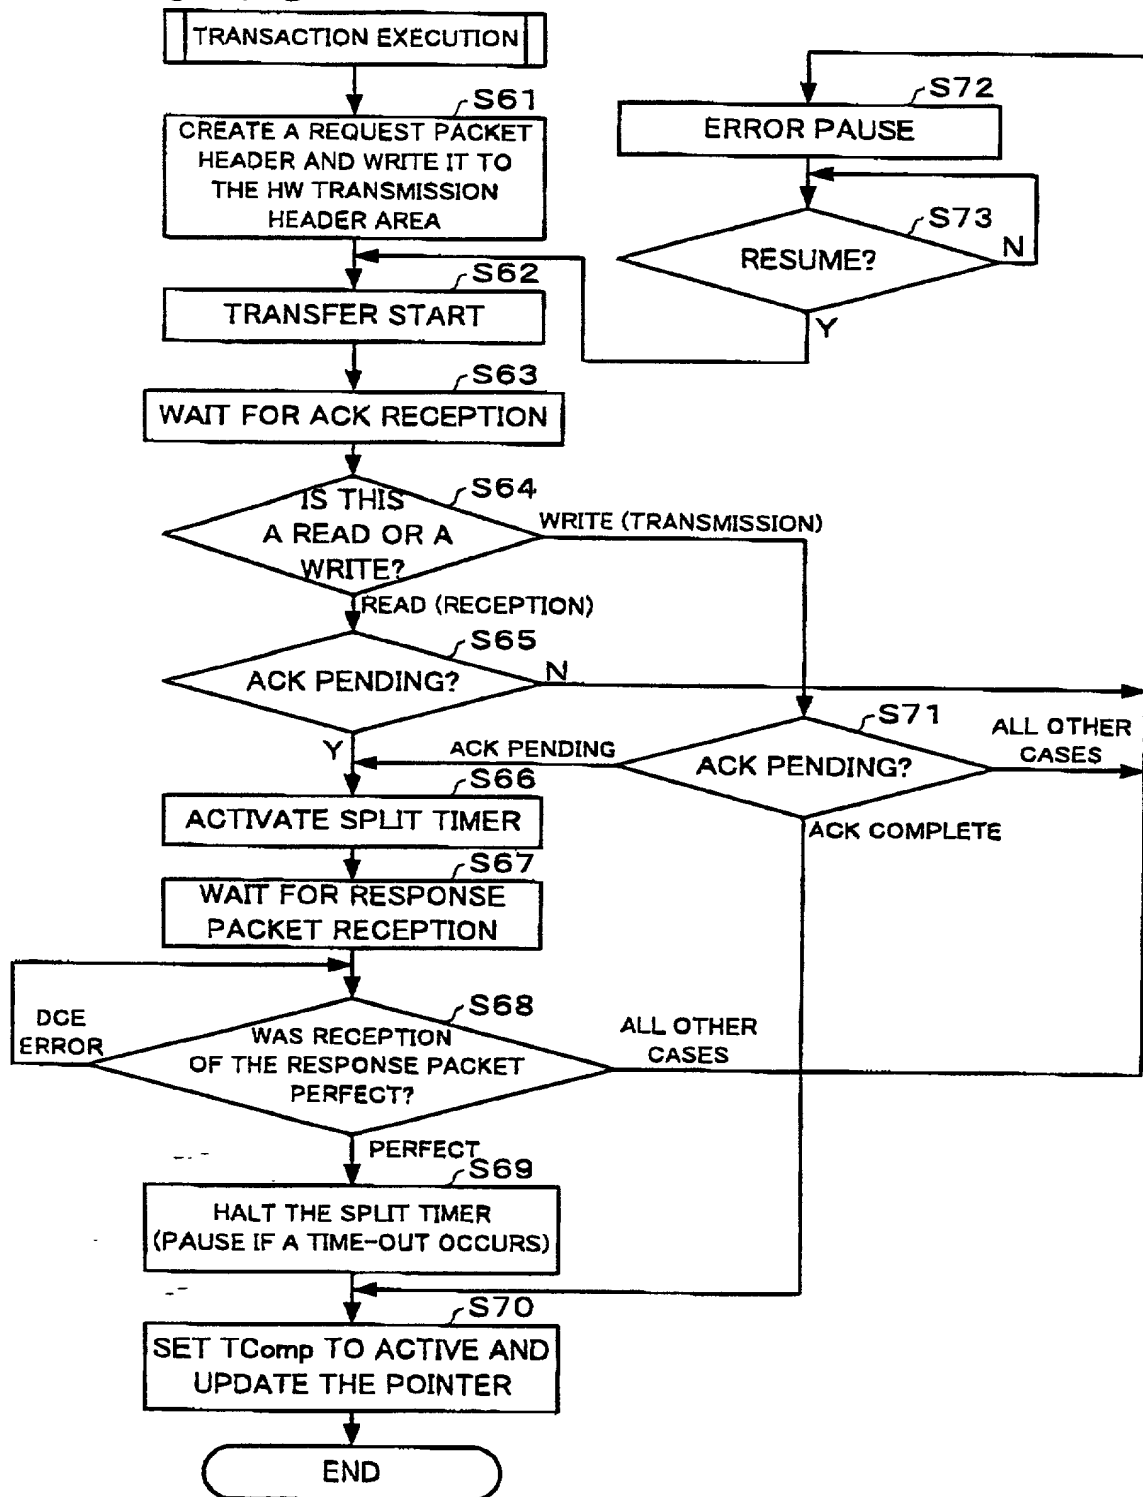 TRANSACTION EXECUTION
S61
CREATE A REQUEST PACKET
HEADER AND WRITE IT TO
THE HW TRANSMISSION
HEADER AREA
S72
ERROR PAUSE
S73
RESUME?
N
Y
S62
TRANSFER START
S63
WAIT FOR ACK RECEPTION
S64
IS THIS
A READ OR A
WRITE?
WRITE (TRANSMISSION)
READ (RECEPTION)
S65
ACK PENDING?
N
Y
S71
ACK PENDING?
ALL OTHER
CASES
ACK PENDING
ACK COMPLETE
S66
ACTIVATE SPLIT TIMER
S67
WAIT FOR RESPONSE
PACKET RECEPTION
S68
WAS RECEPTION
OF THE RESPONSE PACKET
PERFECT?
DCE
ERROR
ALL OTHER
CASES
PERFECT
S69
HALT THE SPLIT TIMER
(PAUSE IF A TIME-OUT OCCURS)
S70
SET TComp TO ACTIVE AND
UPDATE THE POINTER
END